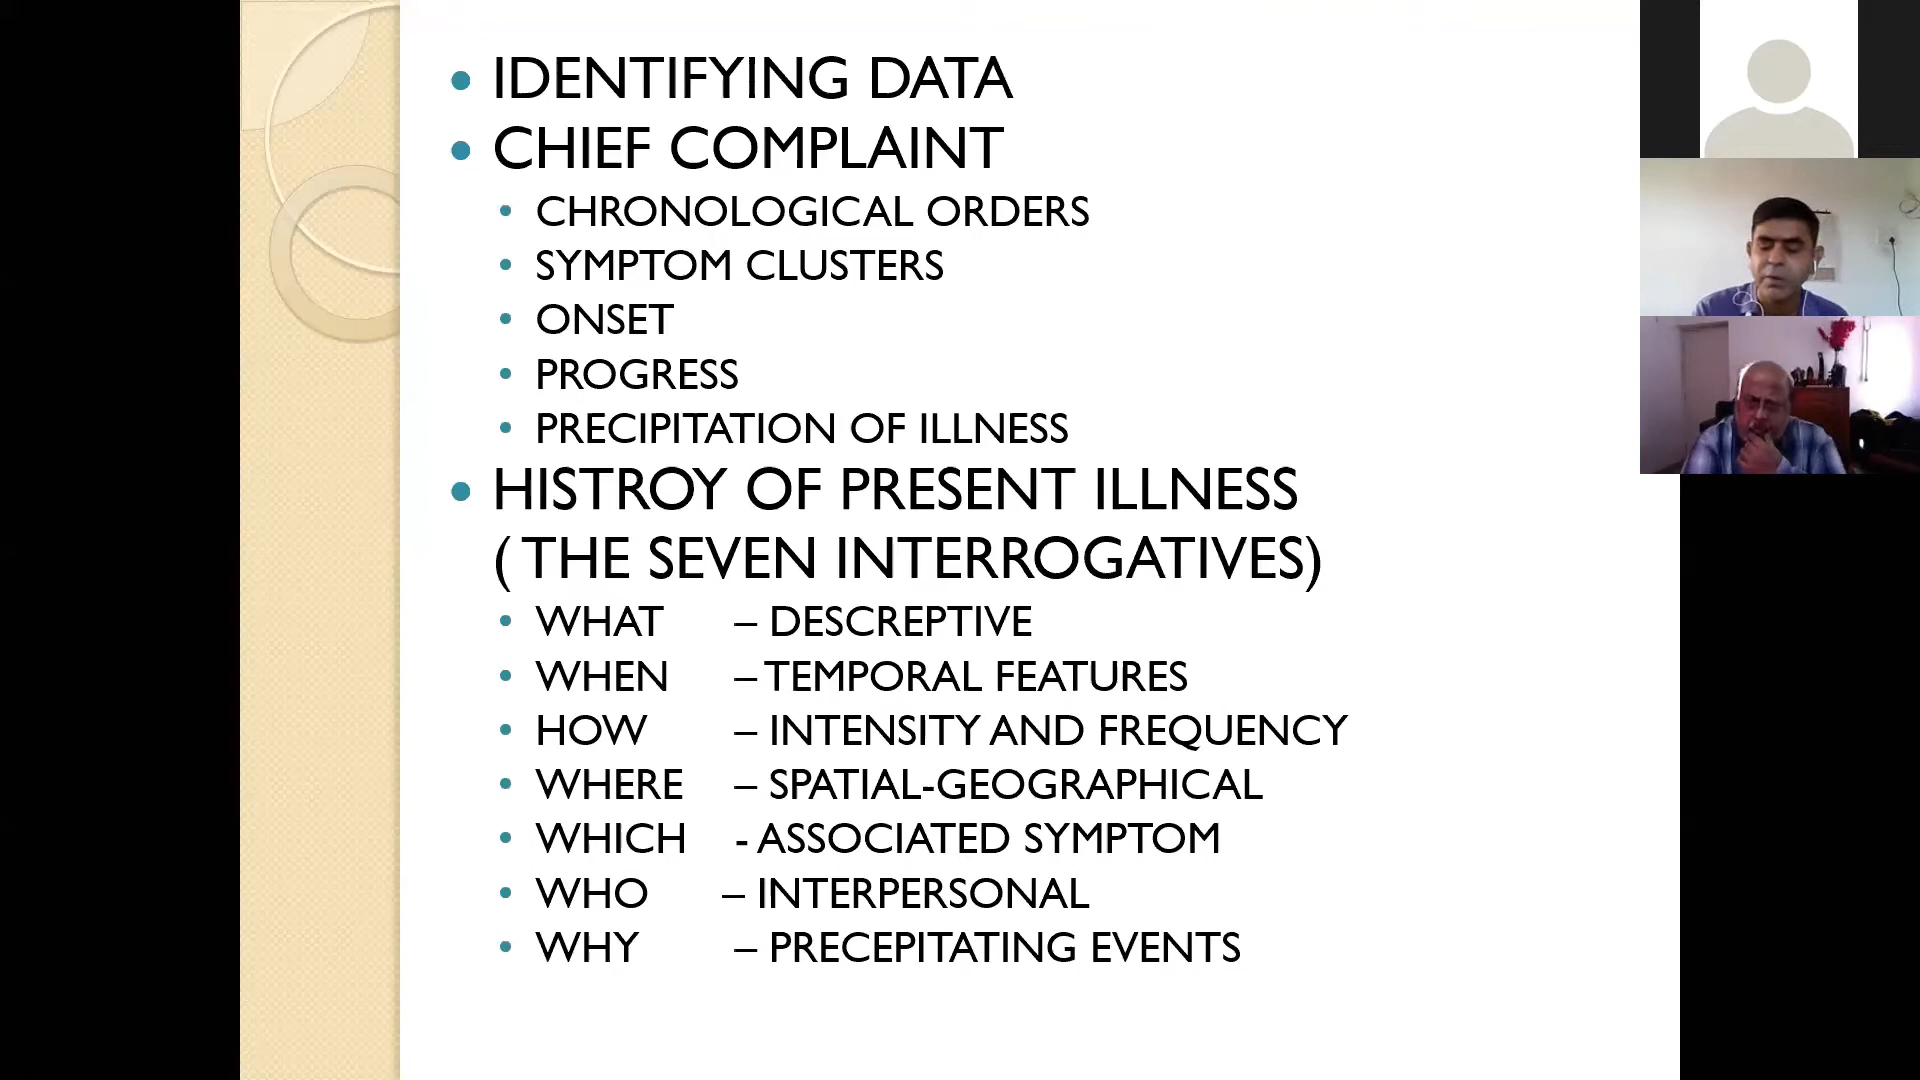 • IDENTIFYING DATA
• CHIEF COMPLAINT
• CHRONOLOGICAL ORDERS
• SYMPTOM CLUSTERS
• ONSET
• PROGRESS
• PRECIPITATION OF ILLNESS
• HISTROY OF PRESENT ILLNESS
( THE SEVEN INTERROGATIVES)
• WHAT – DESCREPTIVE
• WHEN – TEMPORAL FEATURES
• HOW – INTENSITY AND FREQUENCY
• WHERE – SPATIAL-GEOGRAPHICAL
• WHICH - ASSOCIATED SYMPTOM
• WHO – INTERPERSONAL
• WHY – PRECEPITATING EVENTS